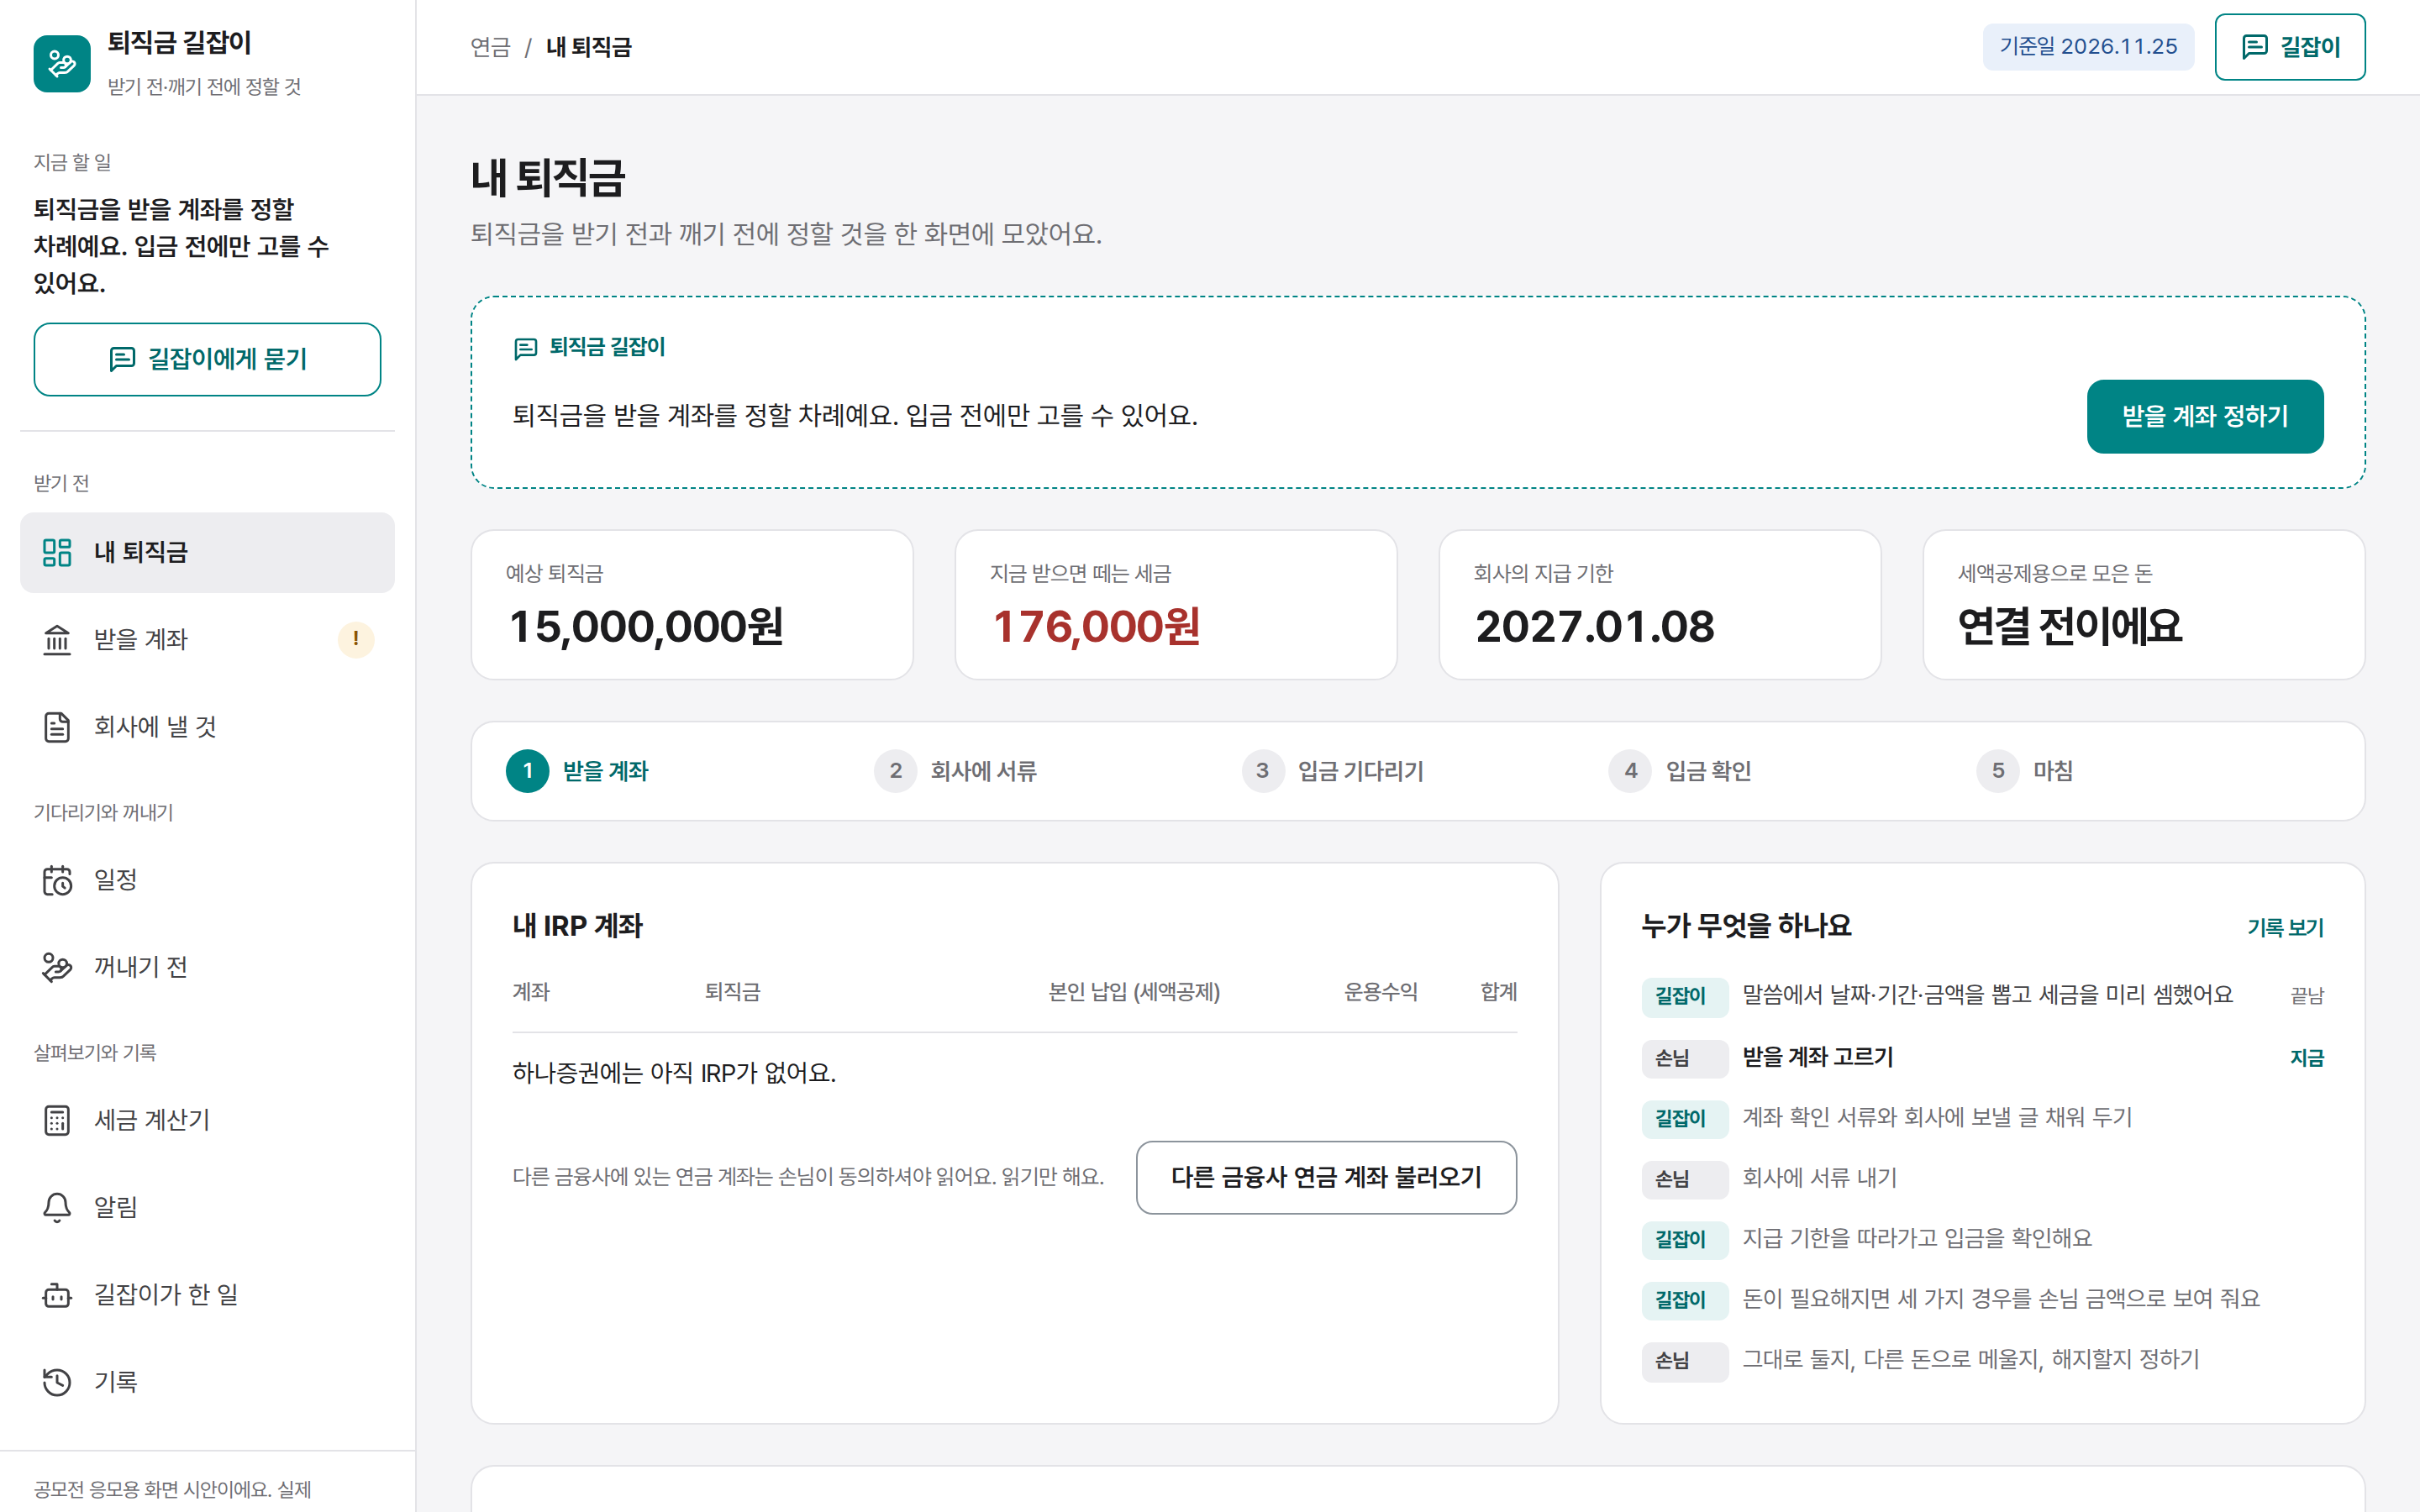 퇴직금 길잡이
받기 전·깨기 전에 정할 것
지금 할 일
퇴직금을 받을 계좌를 정할
차례예요. 입금 전에만 고를 수
있어요.
길잡이에게 묻기
받기 전
내 퇴직금
받을 계좌
!
회사에 낼 것
기다리기와 꺼내기
일정
꺼내기 전
살펴보기와 기록
세금 계산기
알림
길잡이가 한 일
기록
공모전 응모용 화면 시안이에요. 실제
연금 / 내 퇴직금
기준일 2026.11.25
길잡이
내 퇴직금
퇴직금을 받기 전과 깨기 전에 정할 것을 한 화면에 모았어요.
퇴직금 길잡이
퇴직금을 받을 계좌를 정할 차례예요. 입금 전에만 고를 수 있어요.
받을 계좌 정하기
예상 퇴직금
15,000,000원
지금 받으면 떼는 세금
176,000원
회사의 지급 기한
2027.01.08
세액공제용으로 모은 돈
연결 전이에요
1 받을 계좌
2 회사에 서류
3 입금 기다리기
4 입금 확인
5 마침
내 IRP 계좌
계좌 퇴직금 본인 납입 (세액공제) 운용수익 합계
하나증권에는 아직 IRP가 없어요.
다른 금융사에 있는 연금 계좌는 손님이 동의하셔야 읽어요. 읽기만 해요.
다른 금융사 연금 계좌 불러오기
누가 무엇을 하나요
기록 보기
길잡이 말씀에서 날짜·기간·금액을 뽑고 세금을 미리 셈했어요 끝남
손님 받을 계좌 고르기 지금
길잡이 계좌 확인 서류와 회사에 보낼 글 채워 두기
손님 회사에 서류 내기
길잡이 지급 기한을 따라가고 입금을 확인해요
길잡이 돈이 필요해지면 세 가지 경우를 손님 금액으로 보여 줘요
손님 그대로 둘지, 다른 돈으로 메울지, 해지할지 정하기